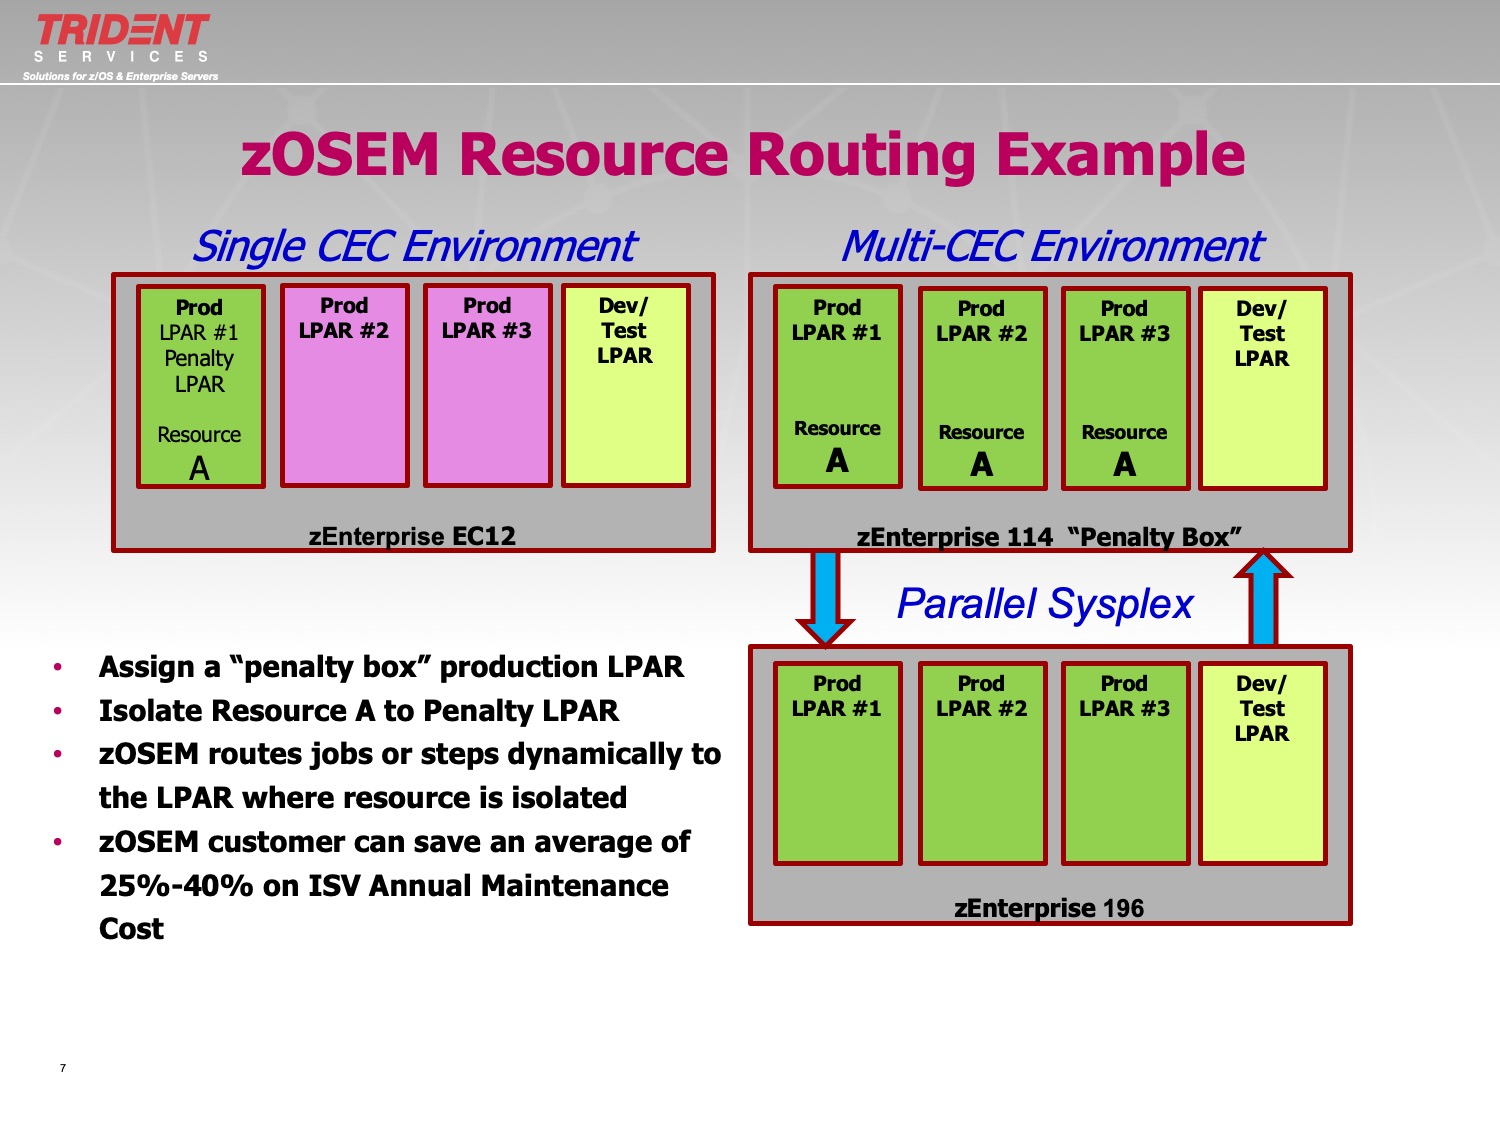 TRIDENT
SERVICES
Solutions for z/OS & Enterprise Servers
zOSEM Resource Routing Example
Single CEC Environment
Prod
LPAR #1
Penalty
LPAR
Resource
A
Prod
LPAR #2
Prod
LPAR #3
Dev/
Test
LPAR
zEnterprise EC12
Multi-CEC Environment
Prod
LPAR #1
Resource
A
Prod
LPAR #2
Resource
A
Prod
LPAR #3
Resource
A
Dev/
Test
LPAR
zEnterprise 114 “Penalty Box”
Parallel Sysplex
Prod
LPAR #1
Prod
LPAR #2
Prod
LPAR #3
Dev/
Test
LPAR
zEnterprise 196
• Assign a “penalty box” production LPAR
• Isolate Resource A to Penalty LPAR
• zOSEM routes jobs or steps dynamically to
the LPAR where resource is isolated
• zOSEM customer can save an average of
25%-40% on ISV Annual Maintenance
Cost
7